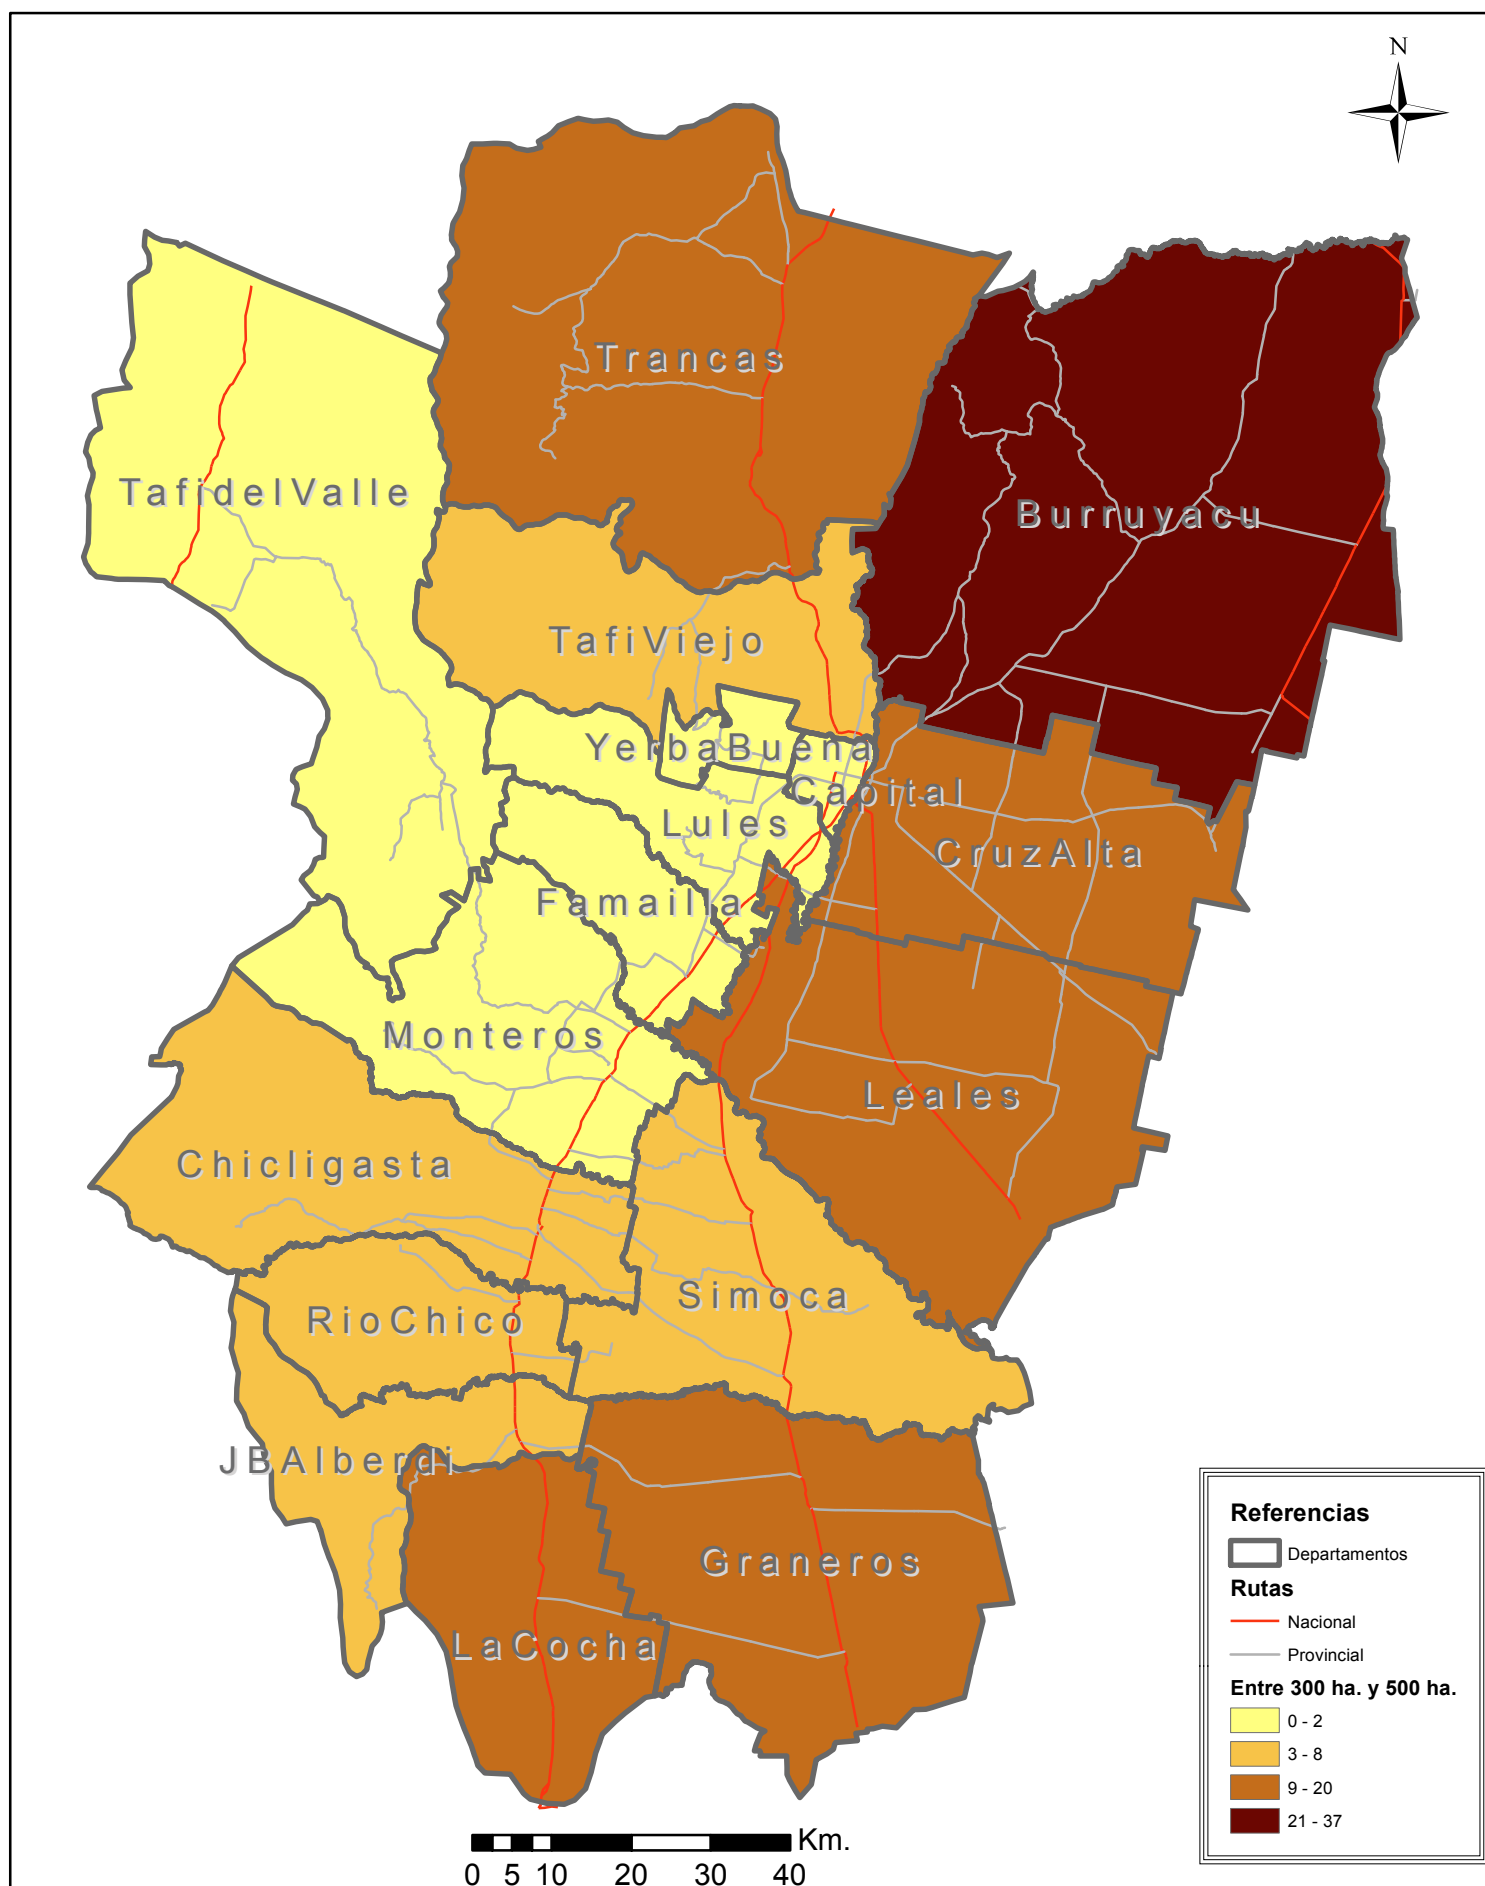 N
Trancas
TafidelValle
Burruyacu
TafiViejo
YerbaBuena
Capital
Lules
CruzAlta
Famailla
Monteros
Leales
Chicligasta
Simoca
RioChico
JBAlberdi
Graneros
LaCocha
Referencias
Departamentos
Rutas
Nacional
Provincial
Entre 300 ha. y 500 ha.
0 - 2
3 - 8
9 - 20
21 - 37
Km.
0 5 10 20 30 40